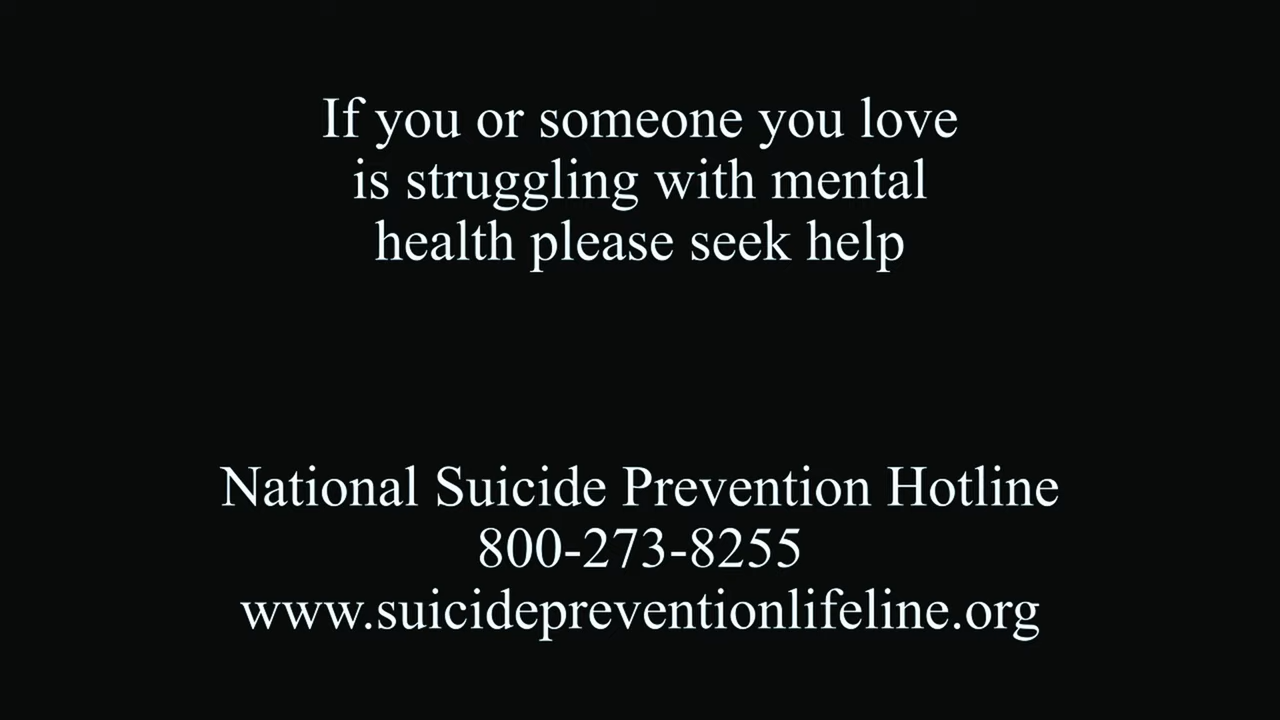 If you or someone you love
is struggling with mental
health please seek help
National Suicide Prevention Hotline
800-273-8255
www.suicidepreventionlifeline.org